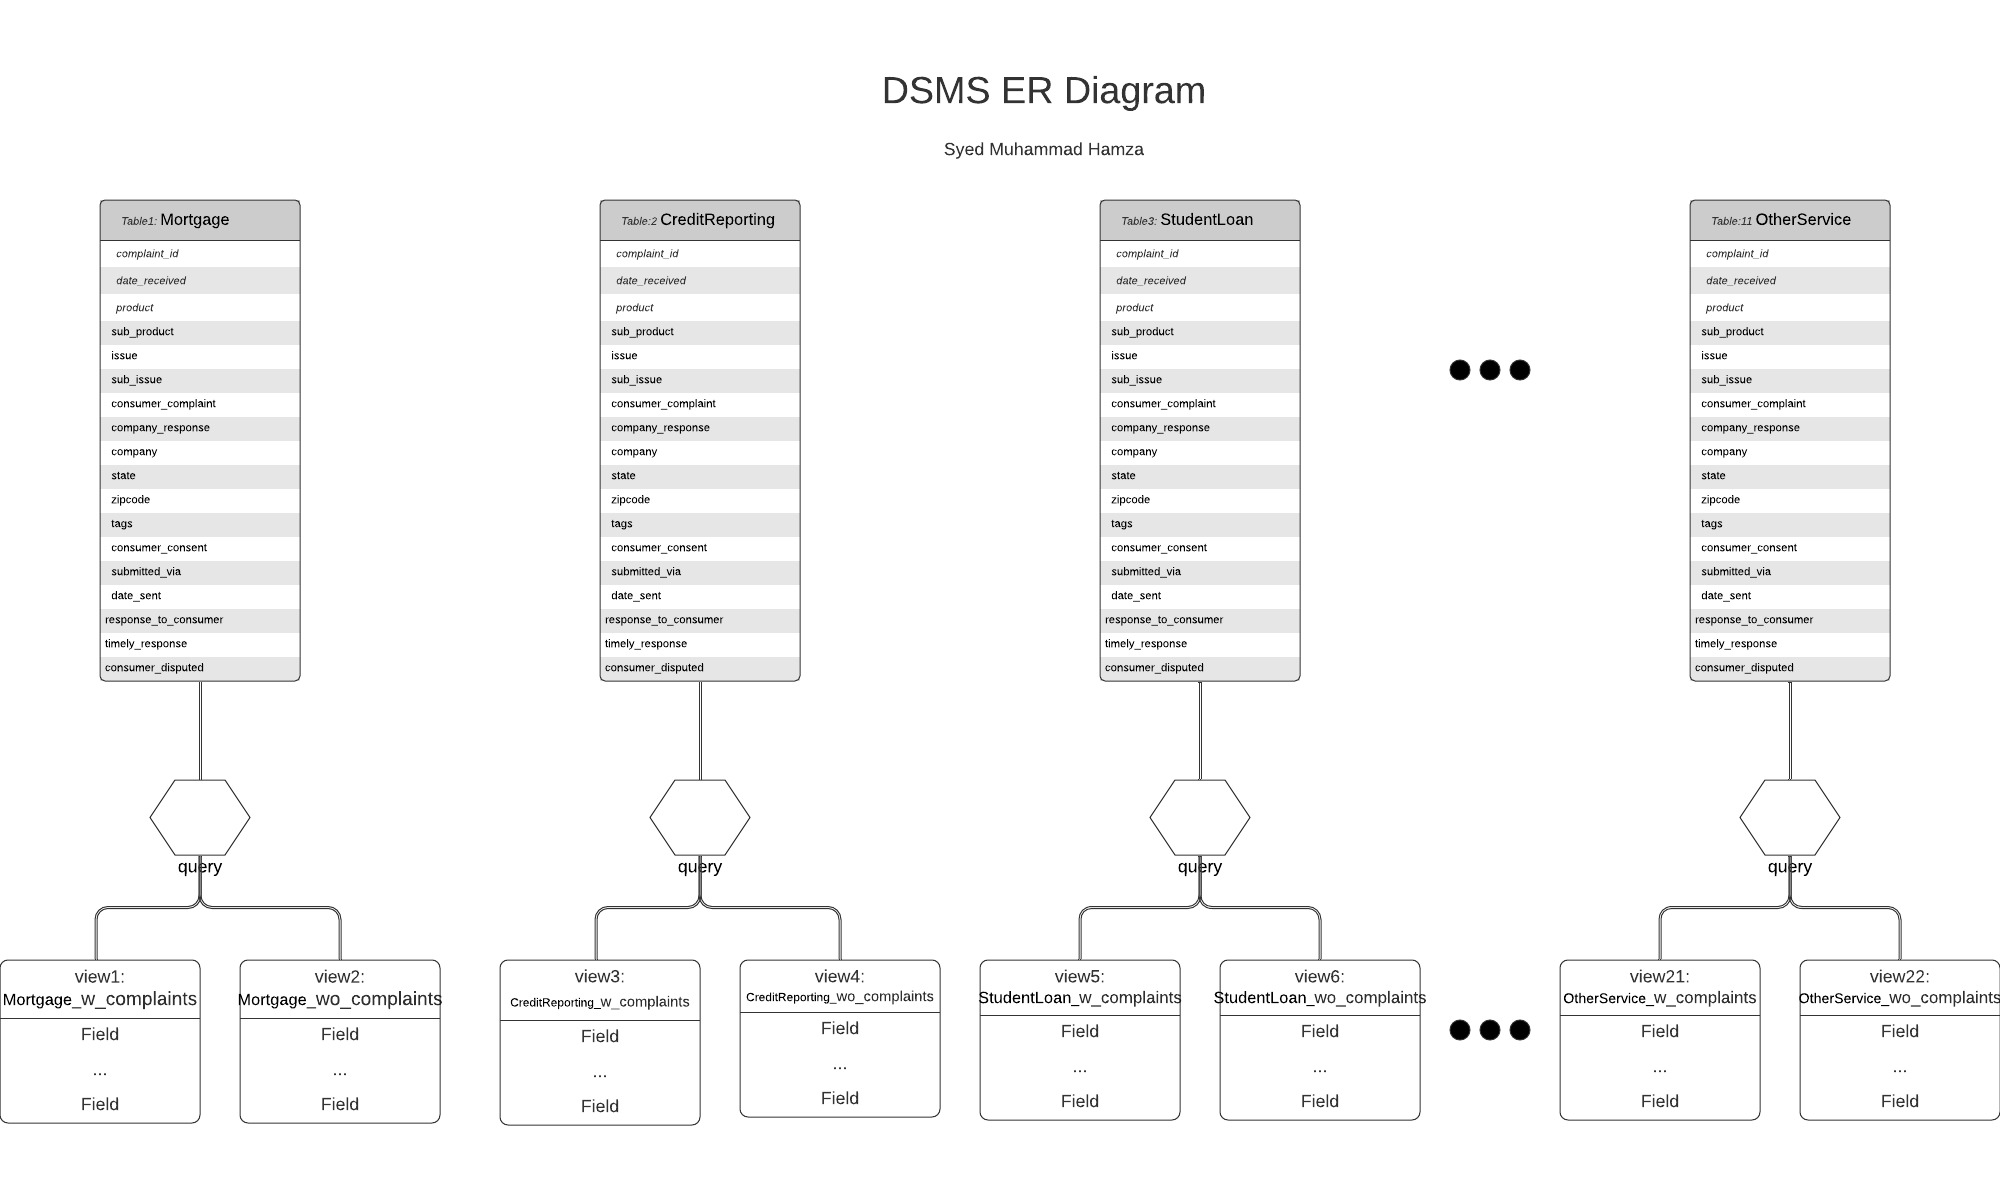 DSMS ER Diagram
Syed Muhammad Hamza
Table1: Mortgage
complaint_id
date_received
product
sub_product
issue
sub_issue
consumer_complaint
company_response
company
state
zipcode
tags
consumer_consent
submitted_via
date_sent
response_to_consumer
timely_response
consumer_disputed
query
view1:
Mortgage_w_complaints
Field
...
Field
view2:
Mortgage_wo_complaints
Field
...
Field
Table:2 CreditReporting
complaint_id
date_received
product
sub_product
issue
sub_issue
consumer_complaint
company_response
company
state
zipcode
tags
consumer_consent
submitted_via
date_sent
response_to_consumer
timely_response
consumer_disputed
query
view3:
CreditReporting_w_complaints
Field
...
Field
view4:
CreditReporting_wo_complaints
Field
...
Field
Table3: StudentLoan
complaint_id
date_received
product
sub_product
issue
sub_issue
consumer_complaint
company_response
company
state
zipcode
tags
consumer_consent
submitted_via
date_sent
response_to_consumer
timely_response
consumer_disputed
query
view5:
StudentLoan_w_complaints
Field
...
Field
view6:
StudentLoan_wo_complaints
Field
...
Field
Table:11 OtherService
complaint_id
date_received
product
sub_product
issue
sub_issue
consumer_complaint
company_response
company
state
zipcode
tags
consumer_consent
submitted_via
date_sent
response_to_consumer
timely_response
consumer_disputed
query
view21:
OtherService_w_complaints
Field
...
Field
view22:
OtherService_wo_complaints
Field
...
Field